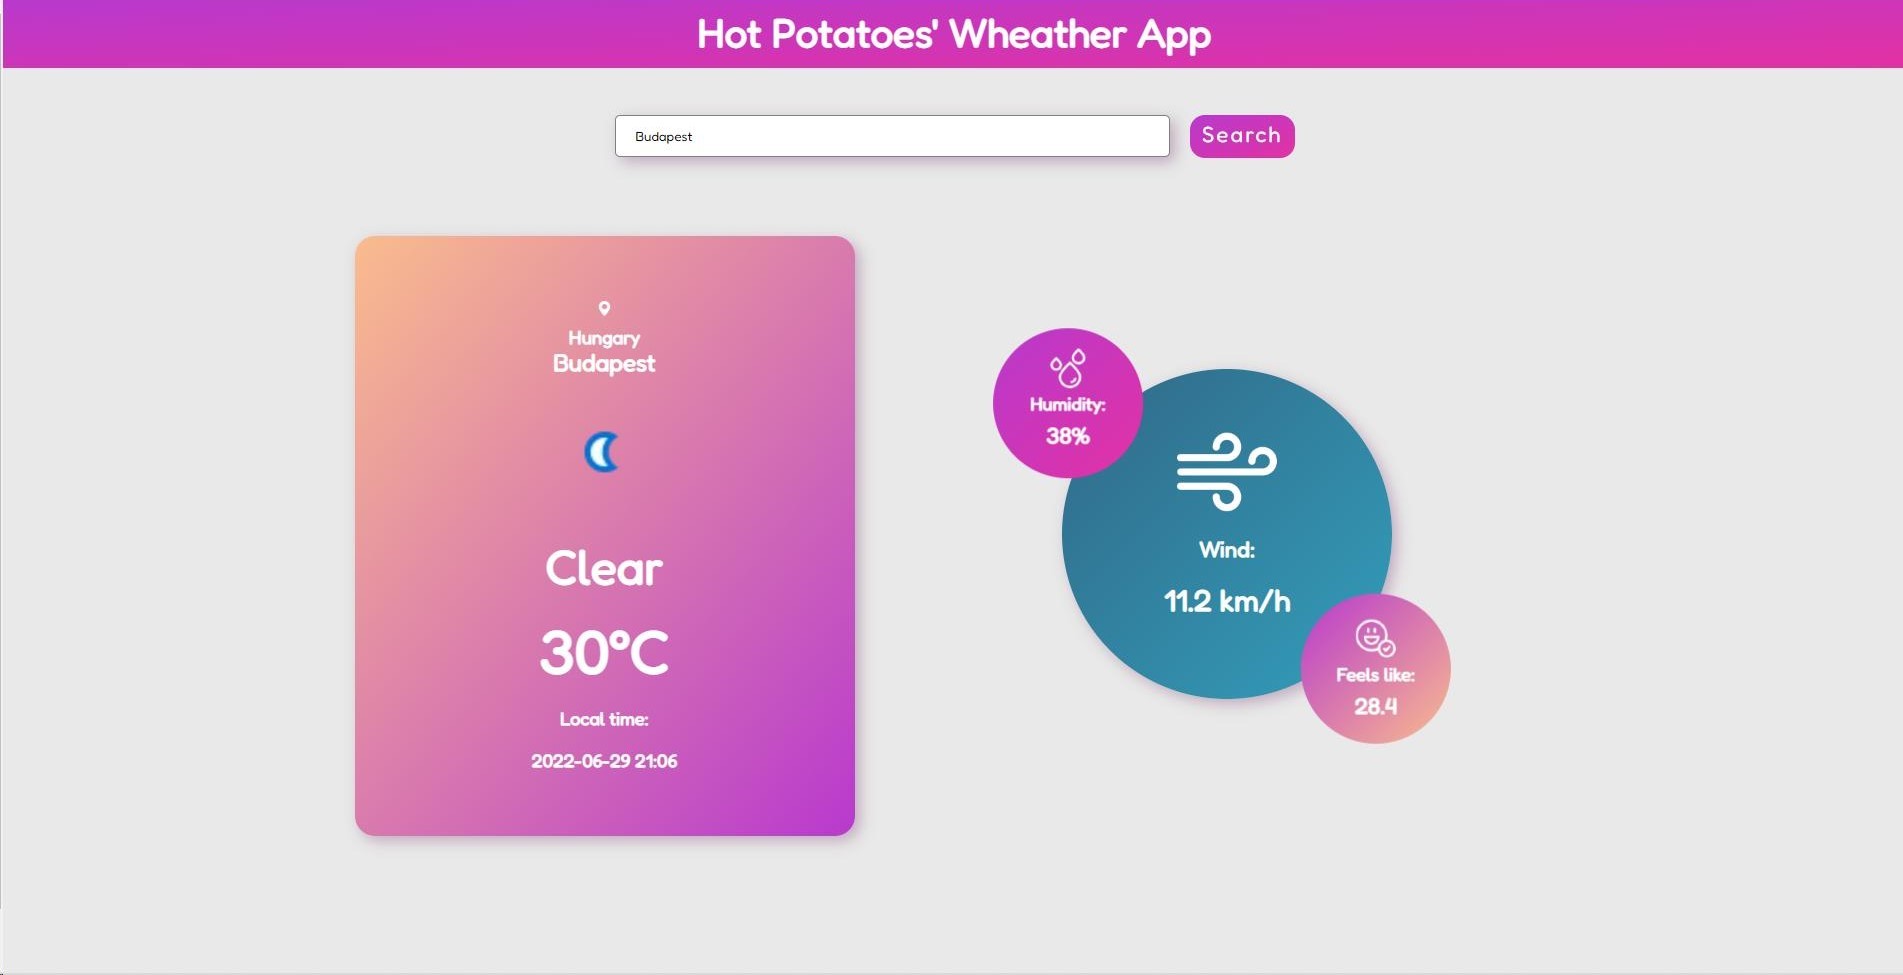 Hot Potatoes' Wheather App
Budapest
Search
Hungary
Budapest
Clear
30°C
Local time:
2022-06-29 21:06
Humidity:
38%
Wind:
11.2 km/h
Feels like:
28.4